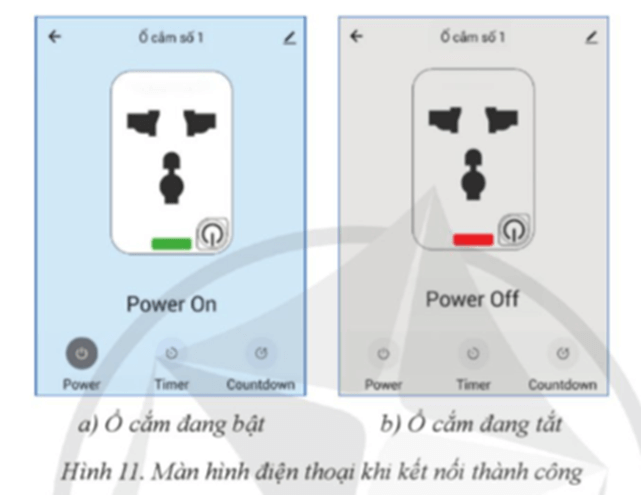 Ổ cắm số 1
Power On
Power
Timer
Countdown
a) Ổ cắm đang bật
Ổ cắm số 1
Power Off
Power
Timer
Countdown
b) Ổ cắm đang tắt
Hình 11. Màn hình điện thoại khi kết nối thành công